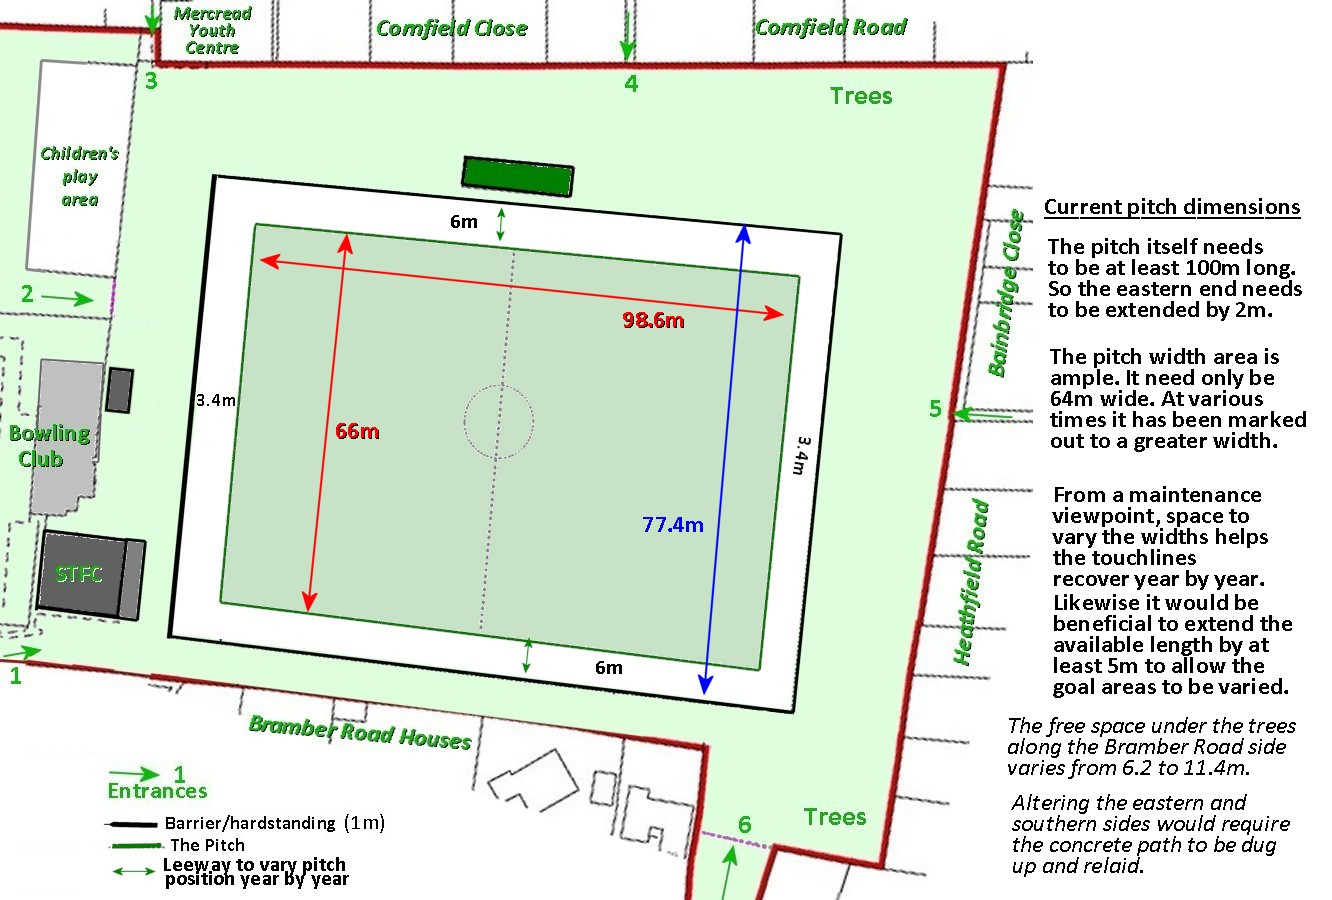 Mercread
Youth
Centre
Cornfield Close
Cornfield Road
3
4
Trees
Children's
play
area
6m
2
98.6m
3.4m
66m
5
Bowling
Club
3.4m
77.4m
STFC
6m
1
Bramber Road Houses
Bainbridge Close
Heathfield Road
Trees
6
1
Entrances
Barrier/hardstanding (1m)
The Pitch
Leeway to vary pitch
position year by year
Current pitch dimensions
The pitch itself needs
to be at least 100m long.
So the eastern end needs
to be extended by 2m.
The pitch width area is
ample. It need only be
64m wide. At various
times it has been marked
out to a greater width.
From a maintenance
viewpoint, space to
vary the widths helps
the touchlines
recover year by year.
Likewise it would be
beneficial to extend the
available length by at
least 5m to allow the
goal areas to be varied.
The free space under the trees
along the Bramber Road side
varies from 6.2 to 11.4m.
Altering the eastern and
southern sides would require
the concrete path to be dug
up and relaid.